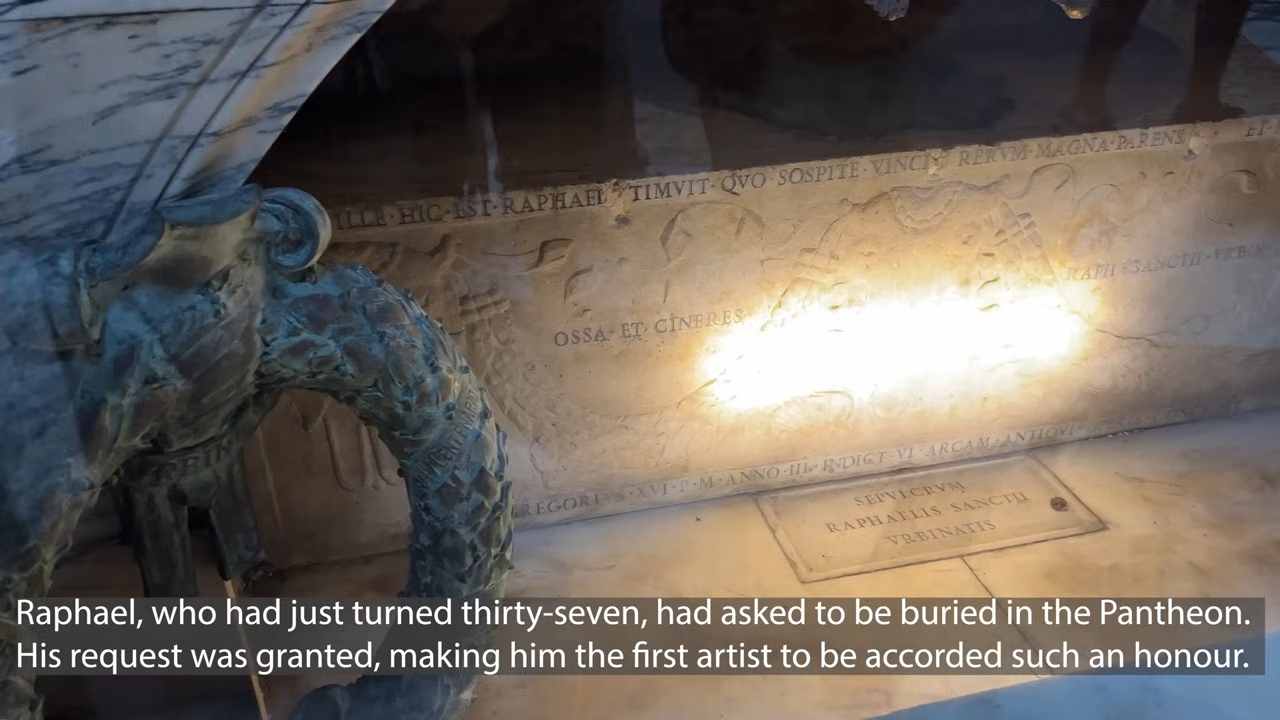 ILLE·HIC·EST·RAPHAEL TIMVIT·QVO SOSPITE·VINCI RERVM·MAGNA·PARENS ET
OSSA·ET·CINERES
RAPH·SANCTII·VRBIN
GREGORIVS·XVI·P·M·ANNO·III·INDICT·VI·ARCAM·ANTIQVI
SEPVLCRVM
RAPHAELIS·SANCTII
VRBINATIS
Raphael, who had just turned thirty-seven, had asked to be buried in the Pantheon.
His request was granted, making him the first artist to be accorded such an honour.